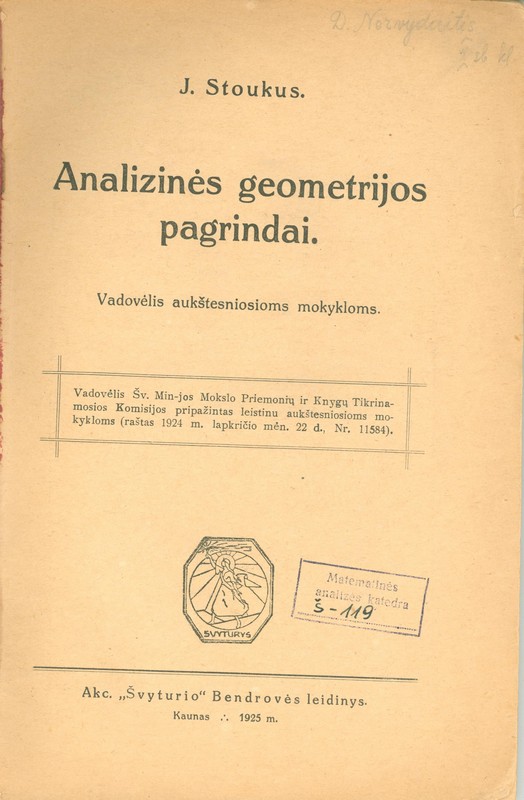 D. Norvydaitės
J. Stoukus.
Analizinės geometrijos
pagrindai.
Vadovėlis aukštesniosioms mokykloms.
Vadovėlis Šv. Min-jos Mokslo Priemonių ir Knygų Tikrina-
mosios Komisijos pripažintas leistinu aukštesniosioms mo-
kykloms (raštas 1924 m. lapkričio mėn. 22 d., Nr. 11584).
ŠVYTURYS
Matematinės
analizės katedra
Š-119
Akc. „Švyturio“ Bendrovės leidinys.
Kaunas ∴ 1925 m.